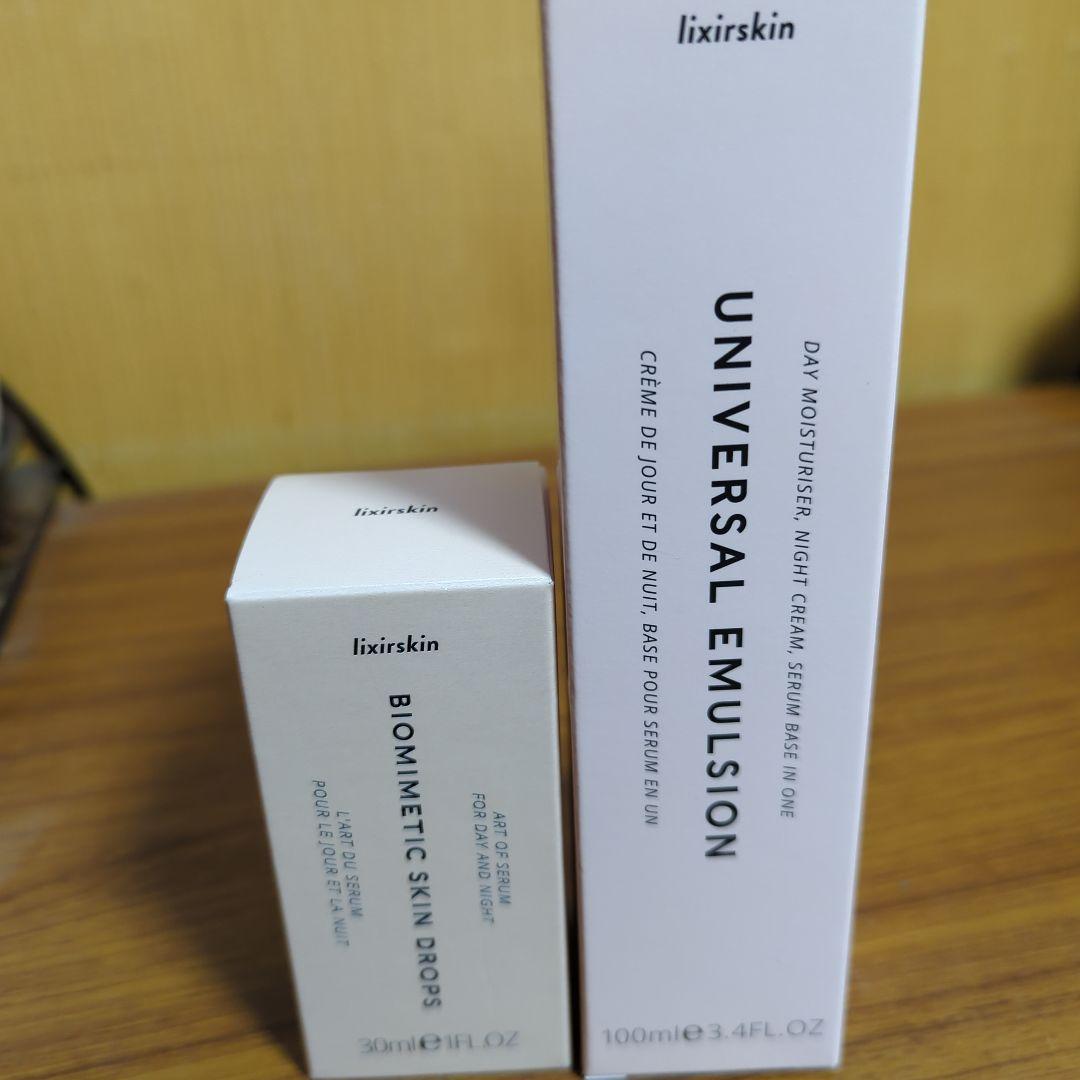 lixirskin
UNIVERSAL EMULSION
DAY MOISTURISER, NIGHT CREAM, SERUM BASE IN ONE
CRÈME DE JOUR ET DE NUIT, BASE POUR SERUM EN UN
100ml℮3.4FL.OZ
lixirskin
lixirskin
BIOMIMETIC SKIN DROPS
ART OF SERUM
FOR DAY AND NIGHT
L'ART DU SERUM
POUR LE JOUR ET LA NUIT
30ml℮1FL.OZ